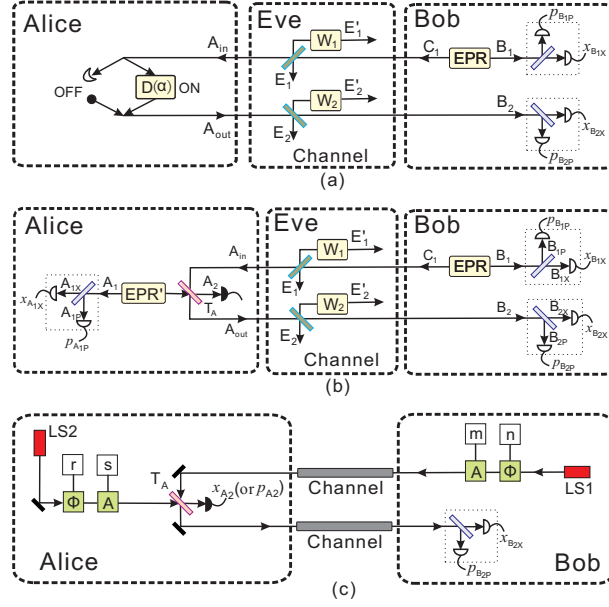 Alice
Eve
Bob
A_in
E_1
W_1
E'_1
C_1
EPR
B_1
p_B1P
x_B1X
OFF
D(α)
ON
A_out
E_2
W_2
E'_2
B_2
x_B2X
p_B2P
Channel
(a)
Alice
Eve
Bob
A_in
E_1
W_1
E'_1
C_1
EPR
B_1
B_1P
p_B1P
B_1X
x_B1X
x_A1X
A_1X
A_1
EPR'
A_2
T_A
A_1P
p_A1P
A_out
E_2
W_2
E'_2
B_2
B_2X
x_B2X
B_2P
p_B2P
Channel
(b)
LS2
r
s
Φ
A
T_A
x_A2 (or p_A2)
Channel
m
n
A
Φ
LS1
Channel
x_B2X
p_B2P
Alice
Bob
(c)